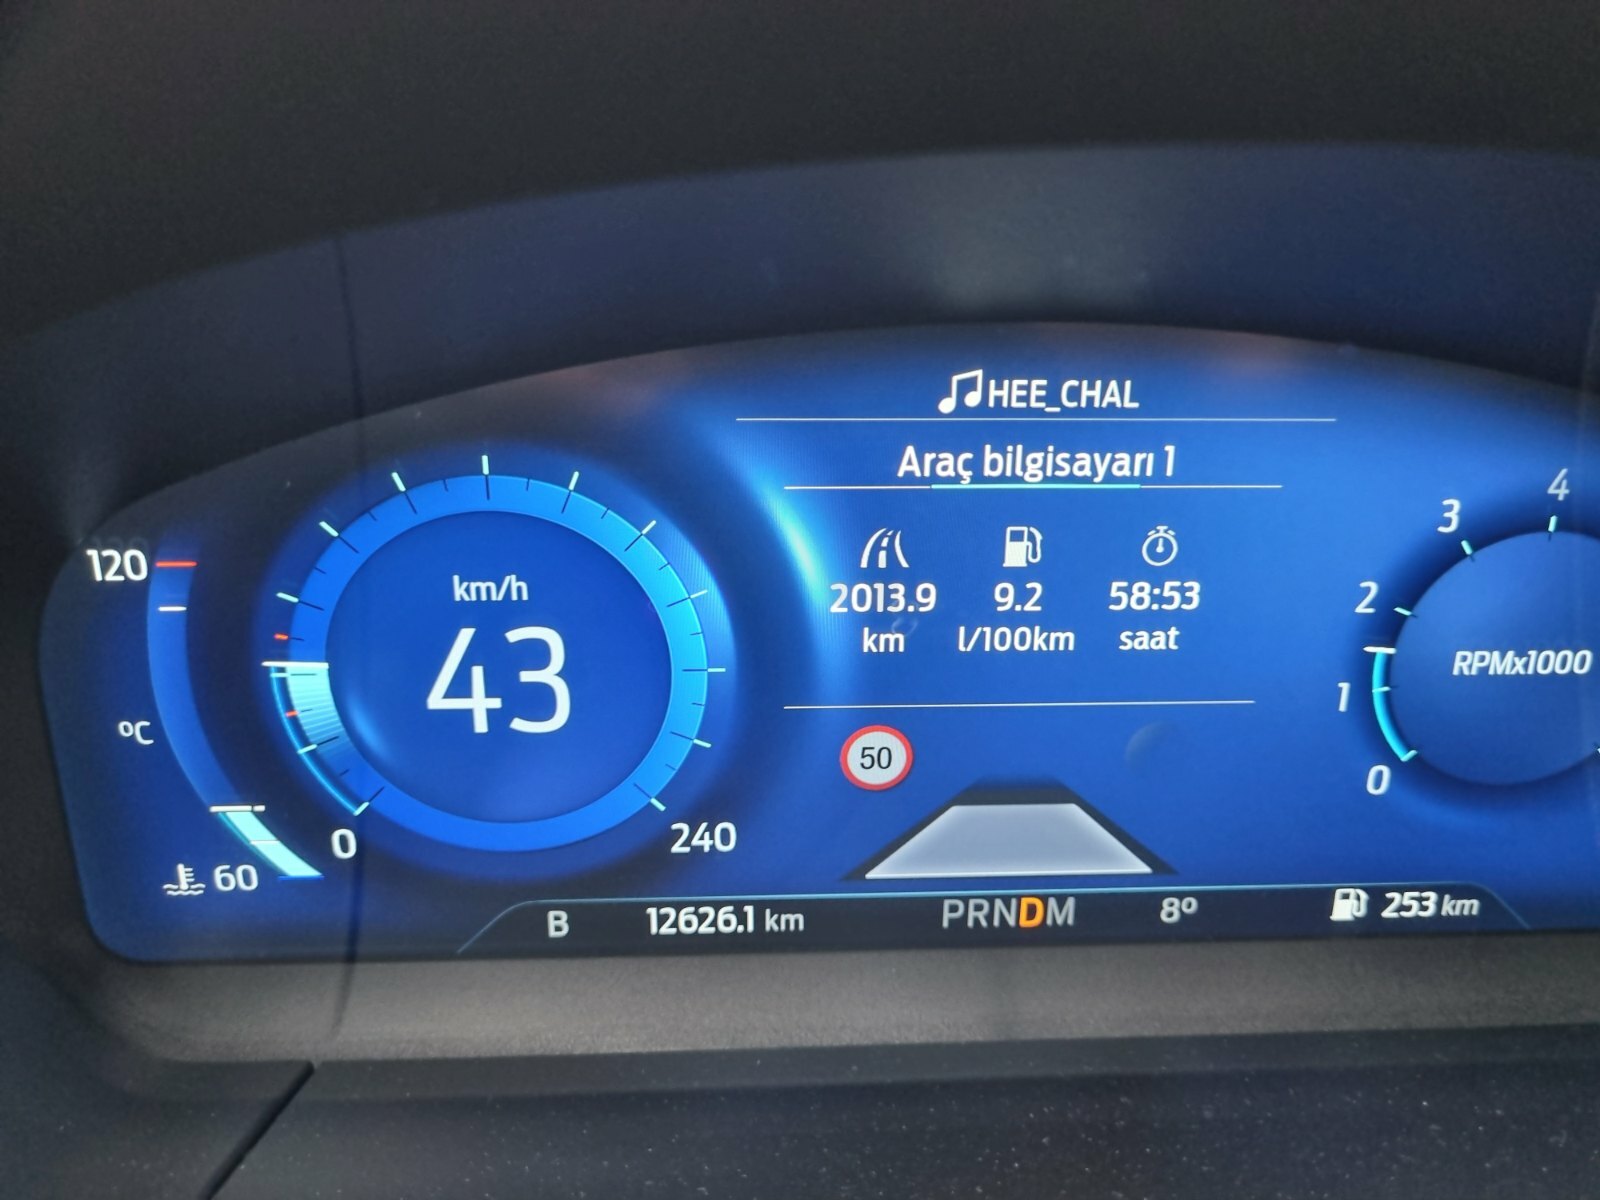 HEE_CHAL
Araç bilgisayarı 1
2013.9 9.2 58:53
km l/100km saat
120
°C
60
km/h
43
0
240
50
4
3
2
1
0
RPMx1000
B 12626.1 km PRNDM 8° 253 km